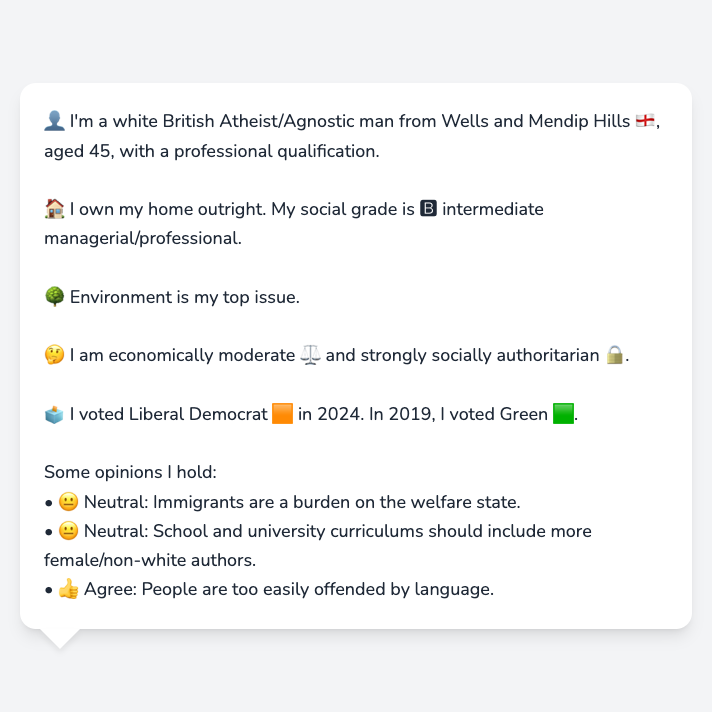 👤 I'm a white British Atheist/Agnostic man from Wells and Mendip Hills 🏴󠁧󠁢󠁥󠁮󠁧󠁿,
aged 45, with a professional qualification.
🏠 I own my home outright. My social grade is 🅱 intermediate
managerial/professional.
🌳 Environment is my top issue.
🤔 I am economically moderate ⚖️ and strongly socially authoritarian 🔒.
🗳️ I voted Liberal Democrat 🟧 in 2024. In 2019, I voted Green 🟩.
Some opinions I hold:
• 😐 Neutral: Immigrants are a burden on the welfare state.
• 😐 Neutral: School and university curriculums should include more
female/non-white authors.
• 👍 Agree: People are too easily offended by language.